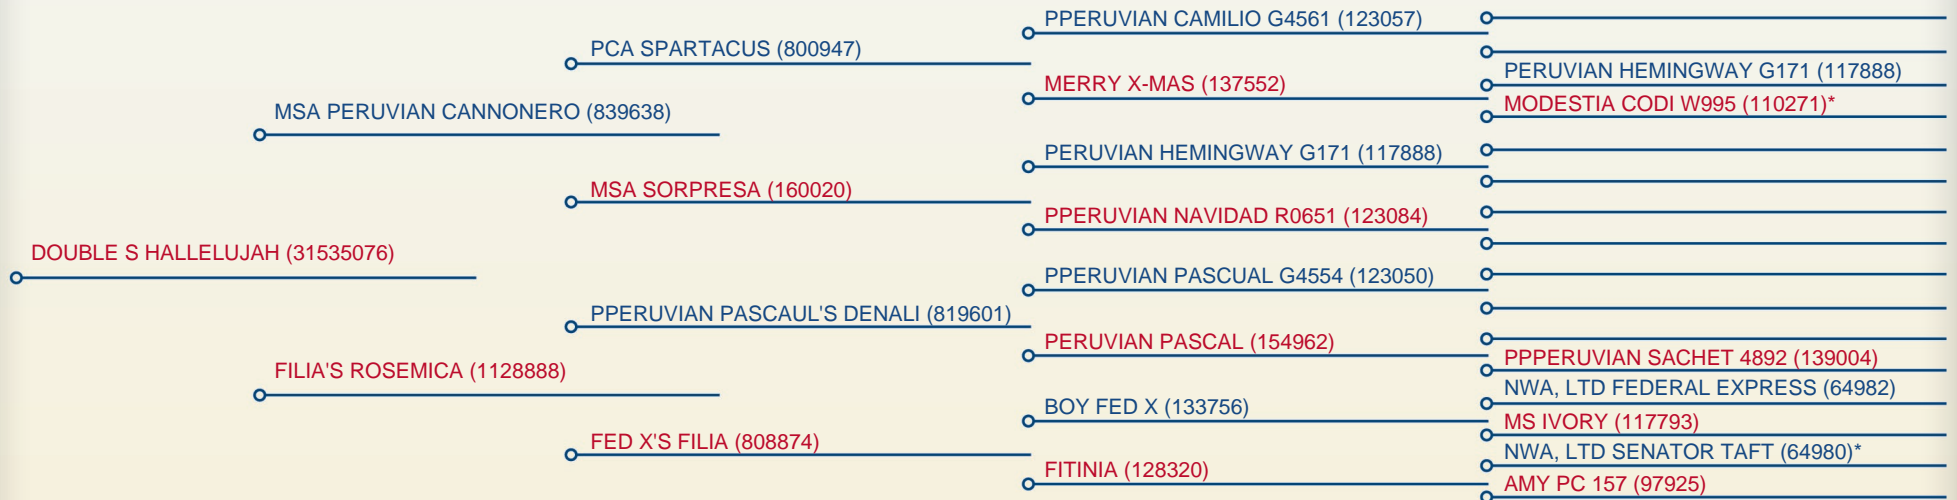 PPERUVIAN CAMILIO G4561 (123057)
PCA SPARTACUS (800947)
PERUVIAN HEMINGWAY G171 (117888)
MERRY X-MAS (137552)
MODESTIA CODI W995 (110271)*
MSA PERUVIAN CANNONERO (839638)
PERUVIAN HEMINGWAY G171 (117888)
MSA SORPRESA (160020)
PPERUVIAN NAVIDAD R0651 (123084)
DOUBLE S HALLELUJAH (31535076)
PPERUVIAN PASCUAL G4554 (123050)
PPERUVIAN PASCAUL'S DENALI (819601)
PERUVIAN PASCAL (154962)
PPPERUVIAN SACHET 4892 (139004)
FILIA'S ROSEMICA (1128888)
NWA, LTD FEDERAL EXPRESS (64982)
BOY FED X (133756)
MS IVORY (117793)
FED X'S FILIA (808874)
NWA, LTD SENATOR TAFT (64980)*
FITINIA (128320)
AMY PC 157 (97925)